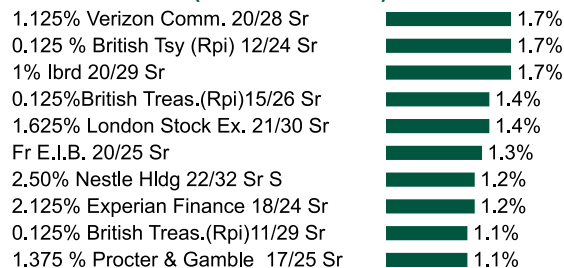 1.125% Verizon Comm. 20/28 Sr 1.7%
0.125 % British Tsy (Rpi) 12/24 Sr 1.7%
1% Ibrd 20/29 Sr 1.7%
0.125%British Treas.(Rpi)15/26 Sr 1.4%
1.625% London Stock Ex. 21/30 Sr 1.4%
Fr E.I.B. 20/25 Sr 1.3%
2.50% Nestle Hldg 22/32 Sr S 1.2%
2.125% Experian Finance 18/24 Sr 1.2%
0.125% British Treas.(Rpi)11/29 Sr 1.1%
1.375 % Procter & Gamble 17/25 Sr 1.1%